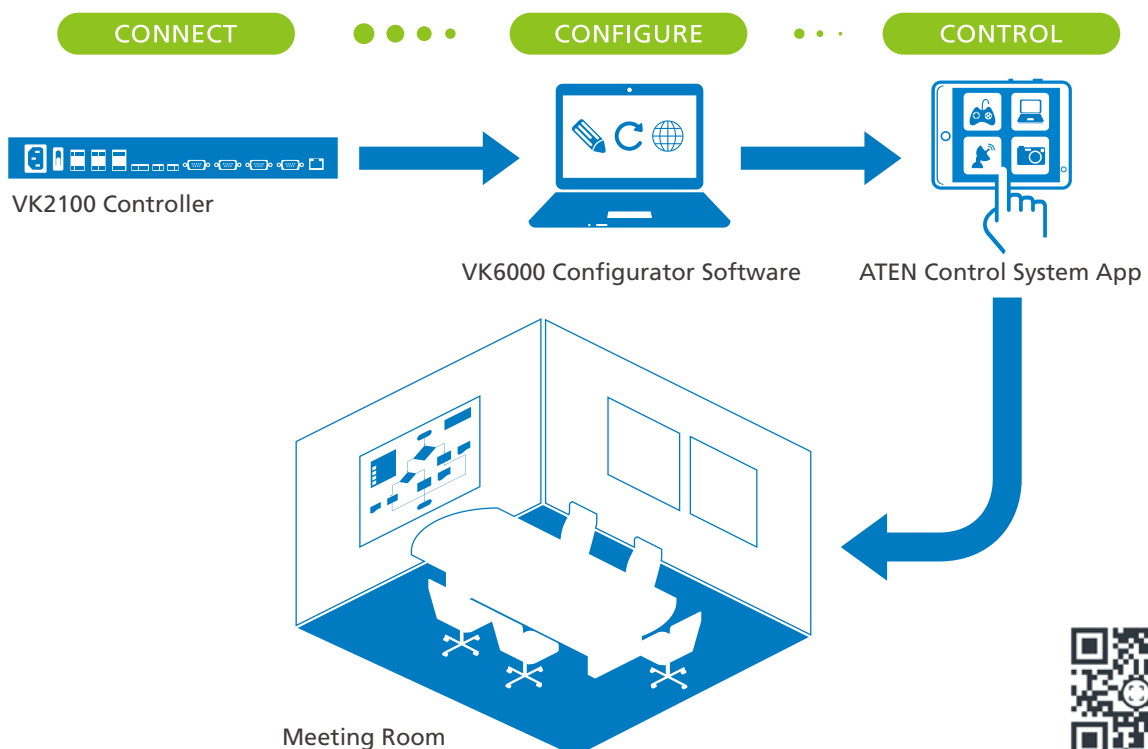 CONNECT
CONFIGURE
CONTROL
VK2100 Controller
VK6000 Configurator Software
ATEN Control System App
Meeting Room